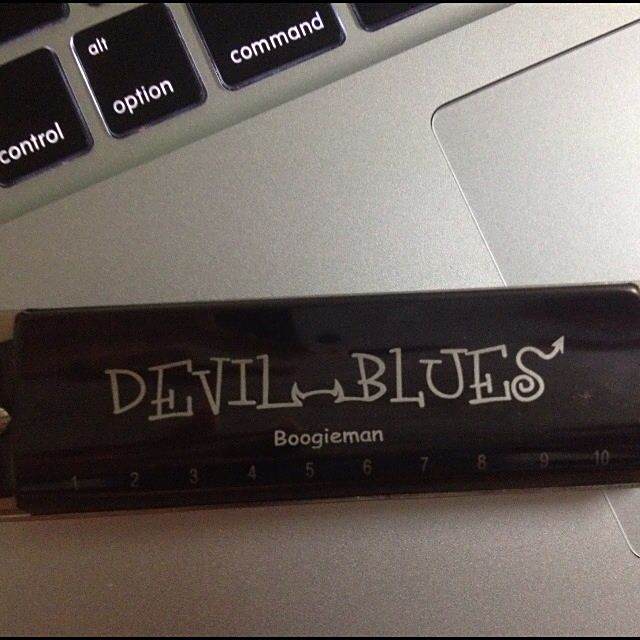 alt
control
option
command
DEVIL BLUES
Boogieman
1 2 3 4 5 6 7 8 9 10